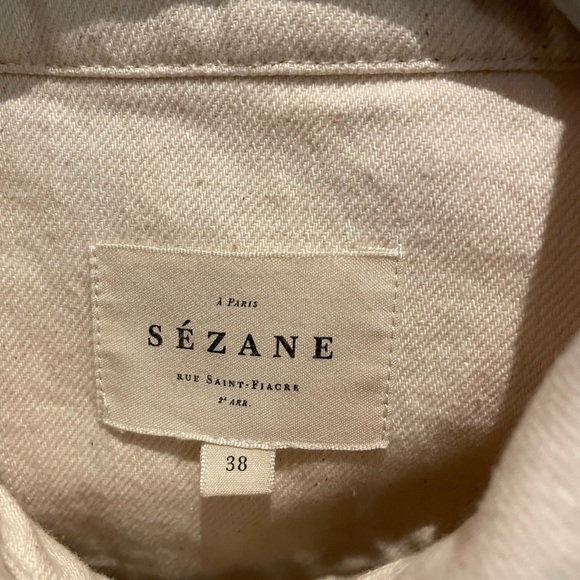 À PARIS
SÉZANE
RUE SAINT-FIACRE
2ᵉ ARR.
38